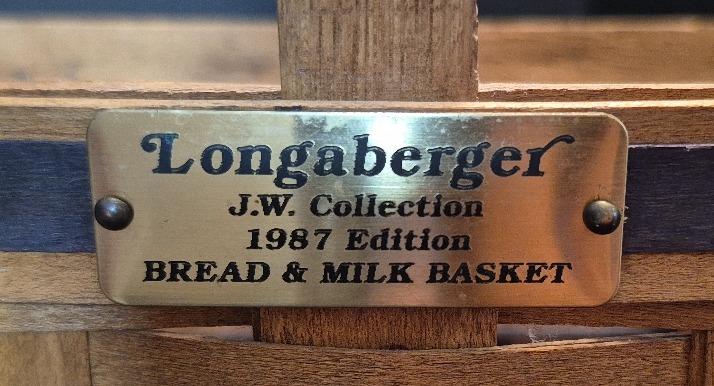 Longaberger
J.W. Collection
1987 Edition
BREAD & MILK BASKET